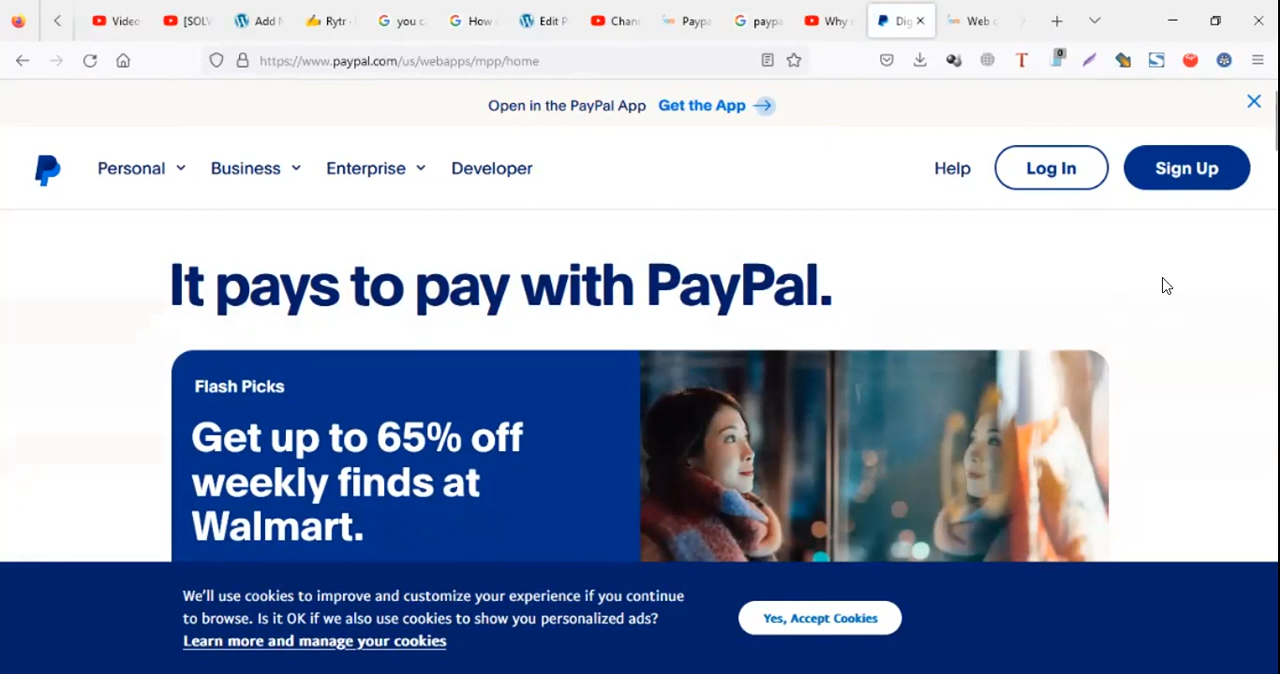 Video
[SOLV
Add N
Rytr -
you c
How
Edit P
Chan
Paypa
paypa
Why
Dig
Web
https://www.paypal.com/us/webapps/mpp/home
T
0
Open in the PayPal App Get the App
Personal Business Enterprise Developer Help Log In Sign Up
It pays to pay with PayPal.
Flash Picks
Get up to 65% off
weekly finds at
Walmart.
We'll use cookies to improve and customize your experience if you continue
to browse. Is it OK if we also use cookies to show you personalized ads?
Learn more and manage your cookies
Yes, Accept Cookies